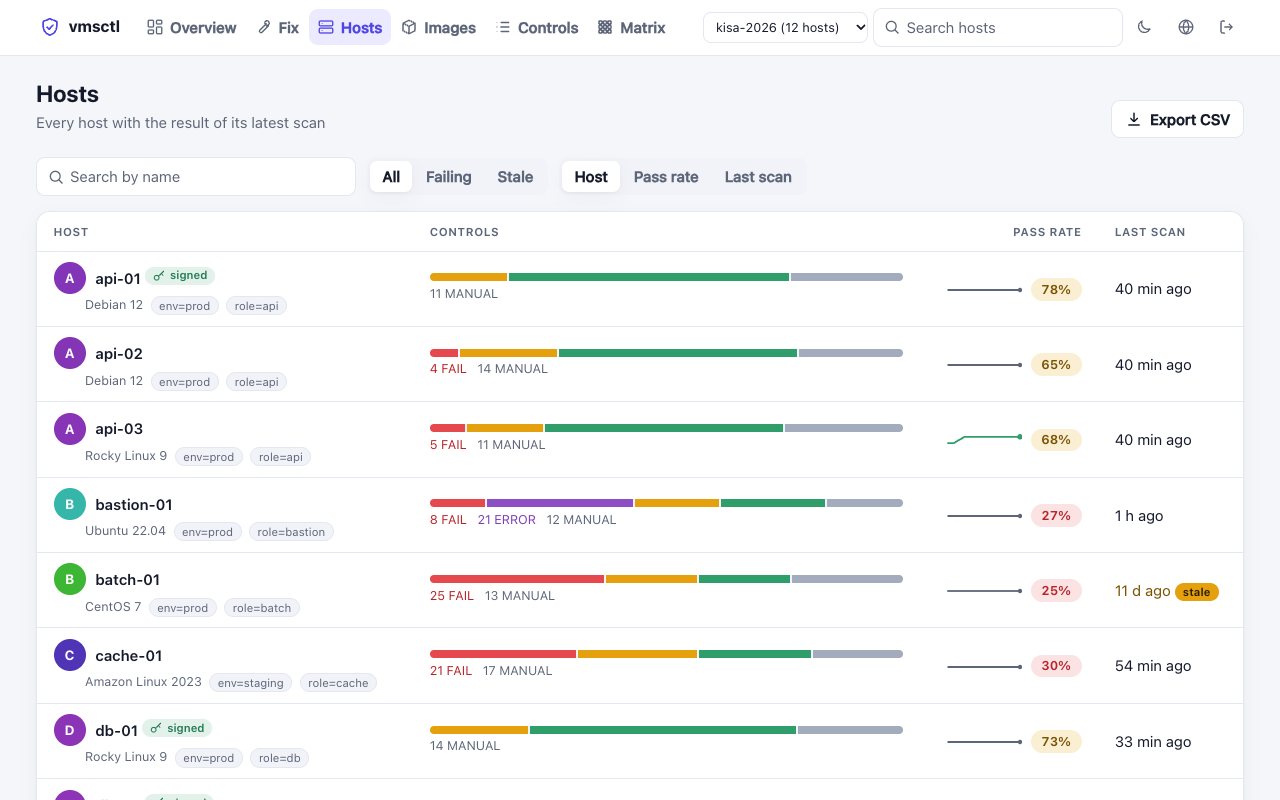 vmsctl Overview Fix Hosts Images Controls Matrix kisa-2026 (12 hosts) Search hosts
Hosts
Every host with the result of its latest scan
Export CSV
Search by name All Failing Stale Host Pass rate Last scan
HOST CONTROLS PASS RATE LAST SCAN
A api-01 signed
Debian 12 env=prod role=api
11 MANUAL
78% 40 min ago
A api-02
Debian 12 env=prod role=api
4 FAIL 14 MANUAL
65% 40 min ago
A api-03
Rocky Linux 9 env=prod role=api
5 FAIL 11 MANUAL
68% 40 min ago
B bastion-01
Ubuntu 22.04 env=prod role=bastion
8 FAIL 21 ERROR 12 MANUAL
27% 1 h ago
B batch-01
CentOS 7 env=prod role=batch
25 FAIL 13 MANUAL
25% 11 d ago stale
C cache-01
Amazon Linux 2023 env=staging role=cache
21 FAIL 17 MANUAL
30% 54 min ago
D db-01 signed
Rocky Linux 9 env=prod role=db
14 MANUAL
73% 33 min ago